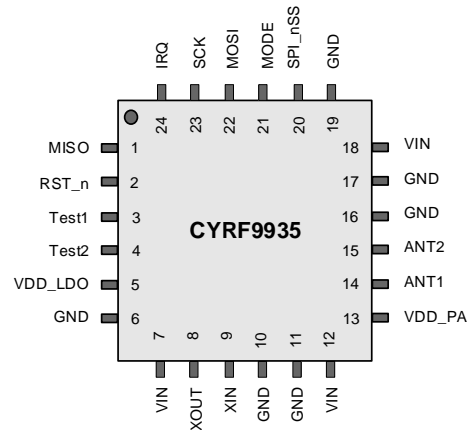 IRQ
SCK
MOSI
MODE
SPI_nSS
GND
24
23
22
21
20
19
MISO 1
RST_n 2
Test1 3
Test2 4
VDD_LDO 5
GND 6
CYRF9935
18 VIN
17 GND
16 GND
15 ANT2
14 ANT1
13 VDD_PA
7
8
9
10
11
12
VIN
XOUT
XIN
GND
GND
VIN